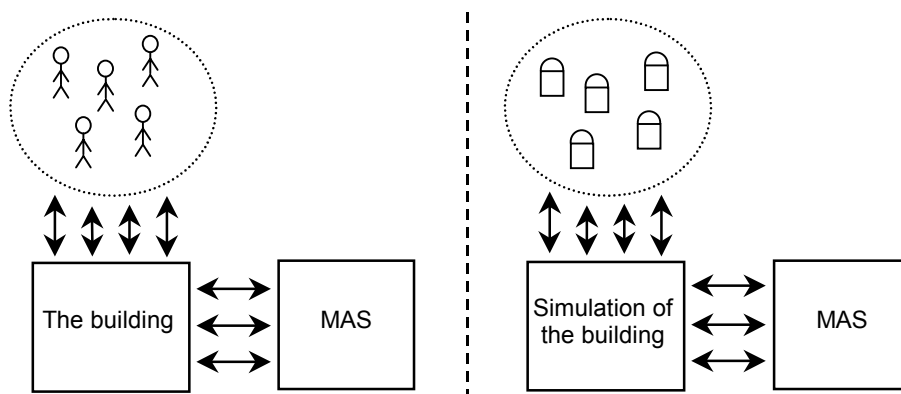 The building
MAS
Simulation of
the building
MAS